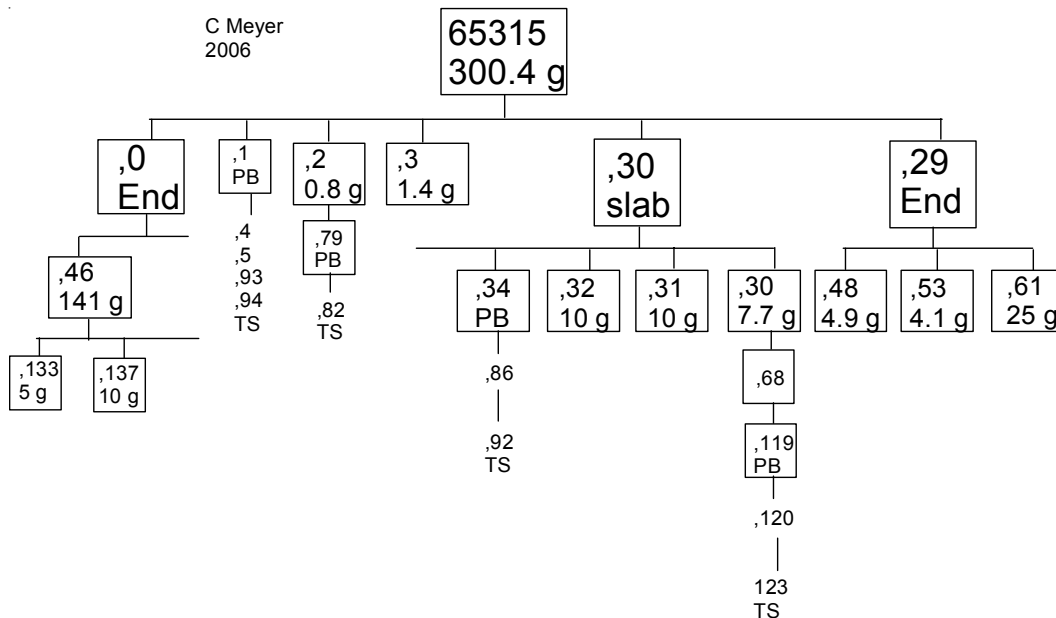 C Meyer
2006
65315
300.4 g
,0
End
,1
PB
,2
0.8 g
,3
1.4 g
,30
slab
,29
End
,4
,5
,93
,94
TS
,79
PB
,82
TS
,46
141 g
,133
5 g
,137
10 g
,34
PB
,32
10 g
,31
10 g
,30
7.7 g
,48
4.9 g
,53
4.1 g
,61
25 g
,86
,92
TS
,68
,119
PB
,120
123
TS